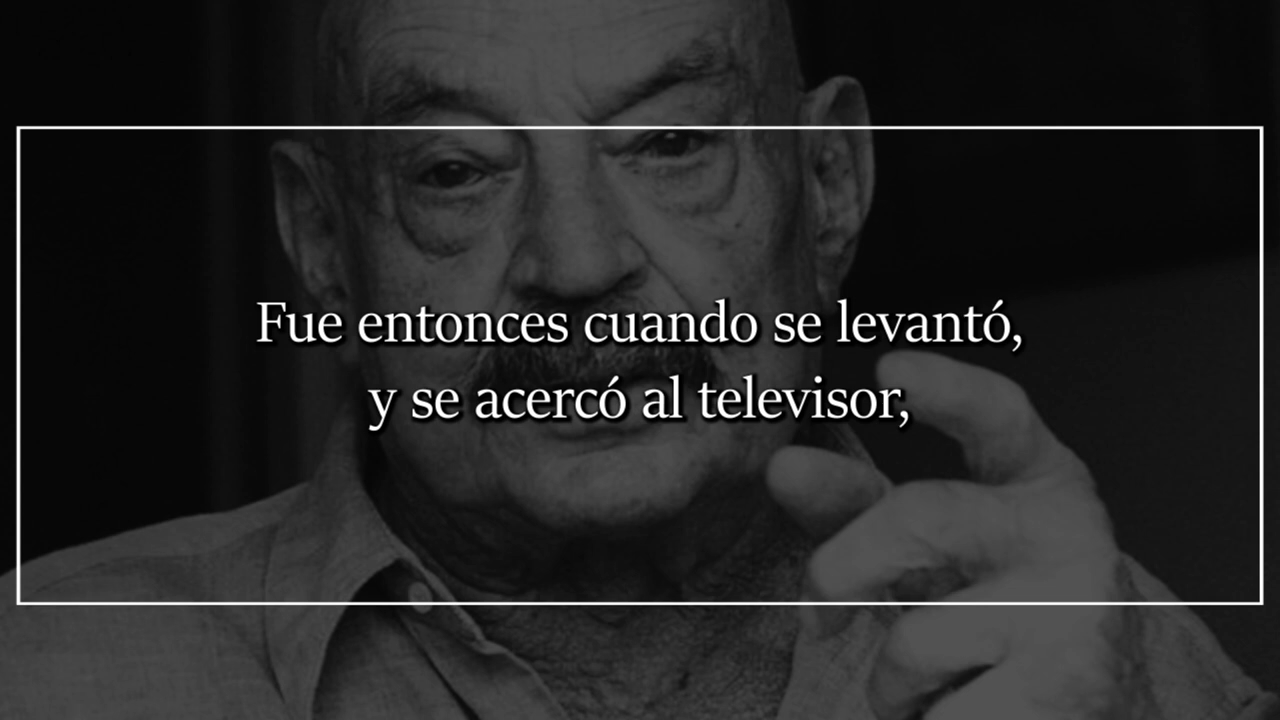 Fue entonces cuando se levantó,
y se acercó al televisor,